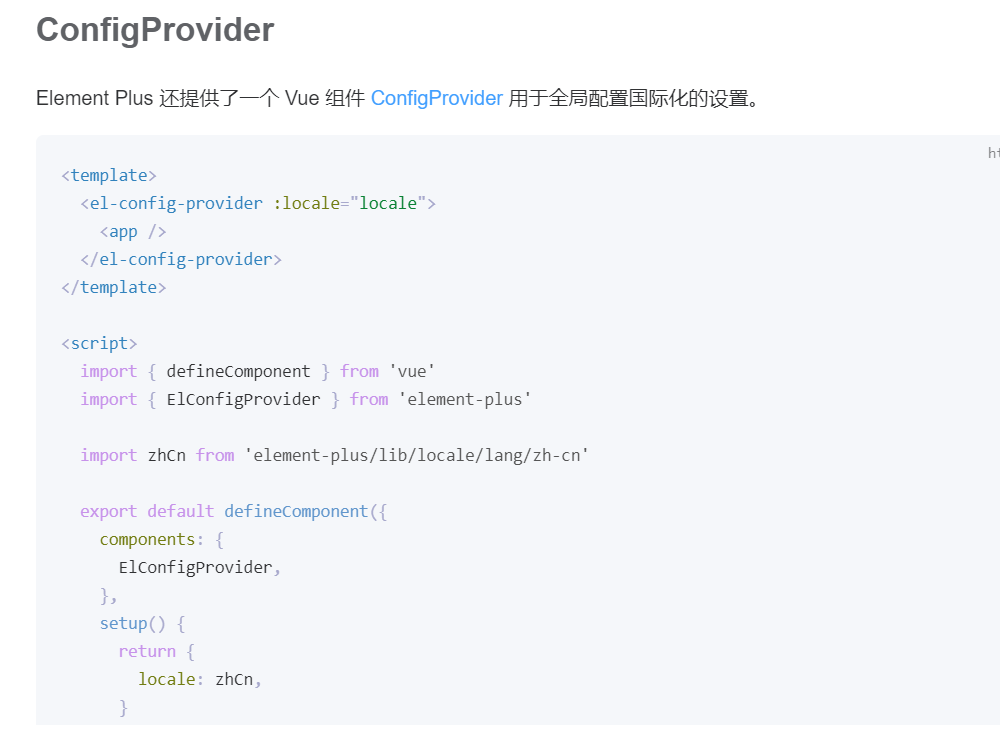 ConfigProvider
Element Plus 还提供了一个 Vue 组件 ConfigProvider 用于全局配置国际化的设置。
<template>
  <el-config-provider :locale="locale">
    <app />
  </el-config-provider>
</template>
<script>
  import { defineComponent } from 'vue'
  import { ElConfigProvider } from 'element-plus'
  import zhCn from 'element-plus/lib/locale/lang/zh-cn'
  export default defineComponent({
    components: {
      ElConfigProvider,
    },
    setup() {
      return {
        locale: zhCn,
      }